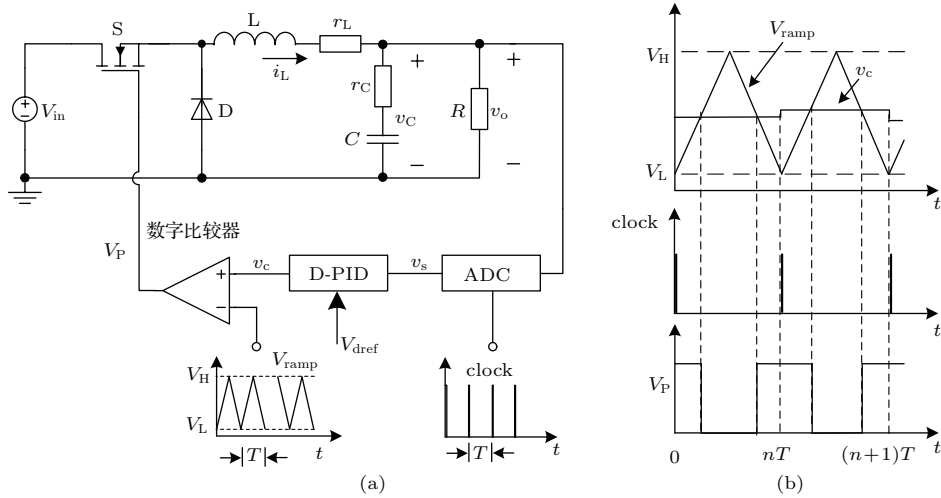 S
L
r_L
i_L
V_in
D
r_C
v_C
C
R
v_o
数字比较器
V_P
v_c
D-PID
v_s
ADC
V_dref
V_H
V_ramp
V_L
T
t
clock
T
t
(a)
V_H
V_ramp
v_c
V_L
t
clock
t
V_P
0
nT
(n+1)T
t
(b)